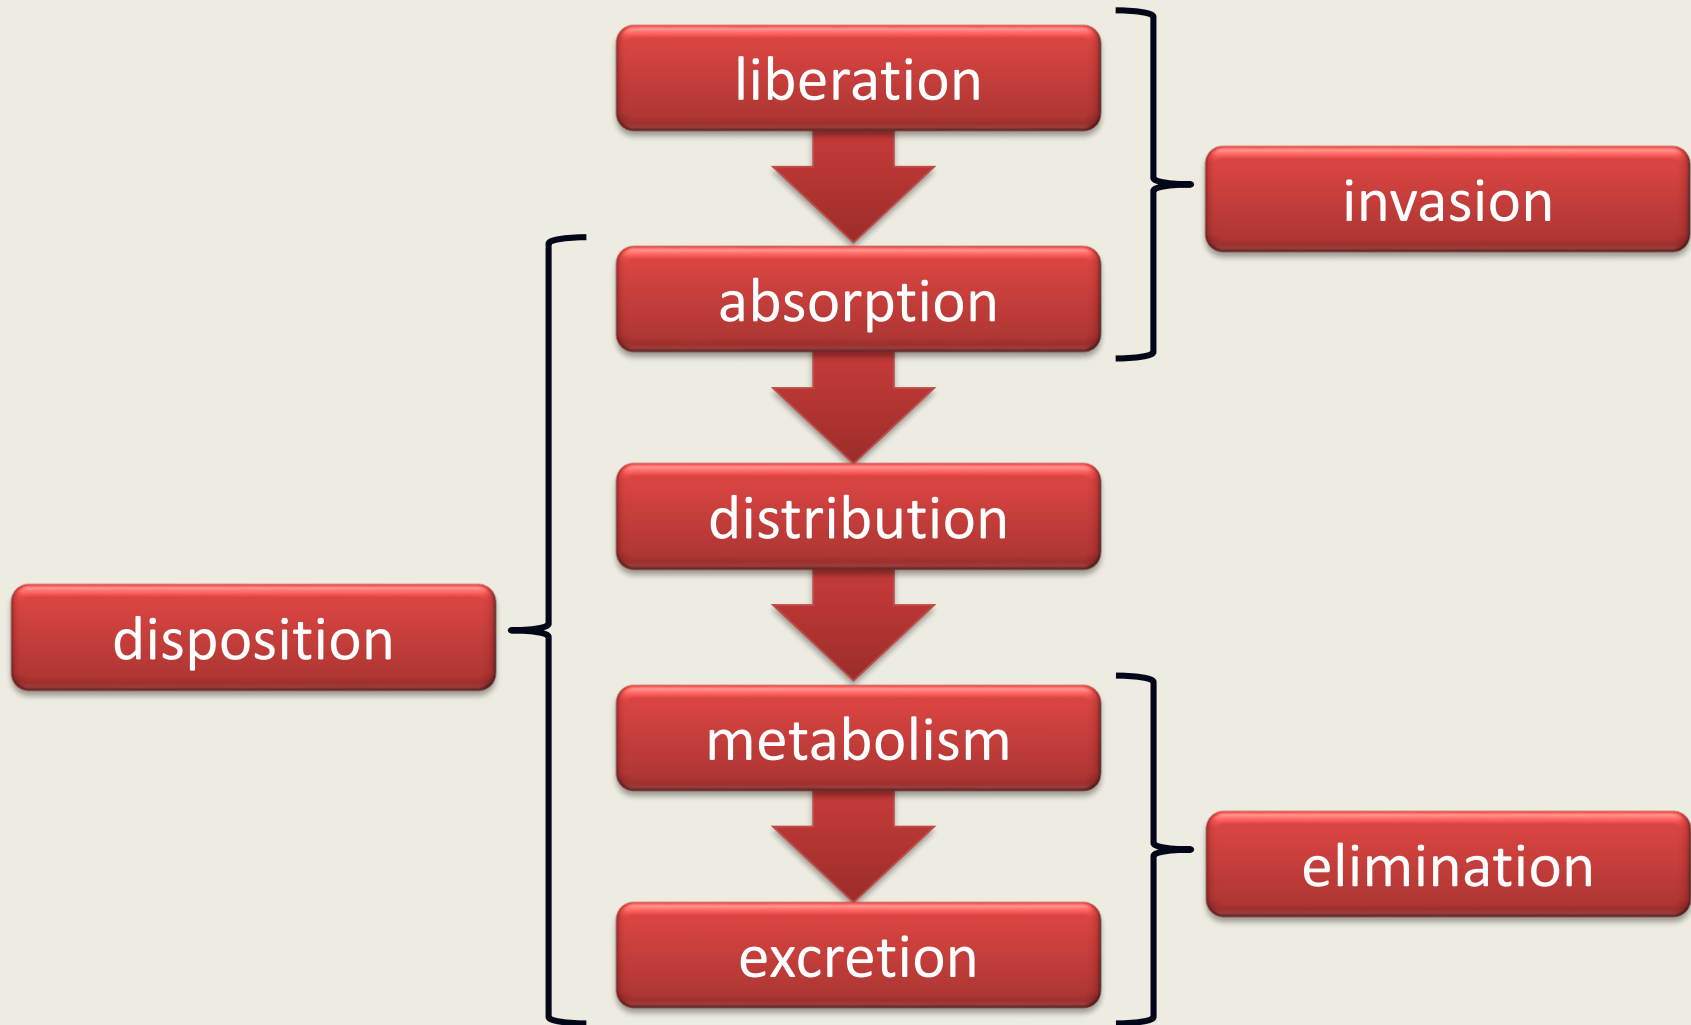 liberation
invasion
absorption
distribution
disposition
metabolism
elimination
excretion